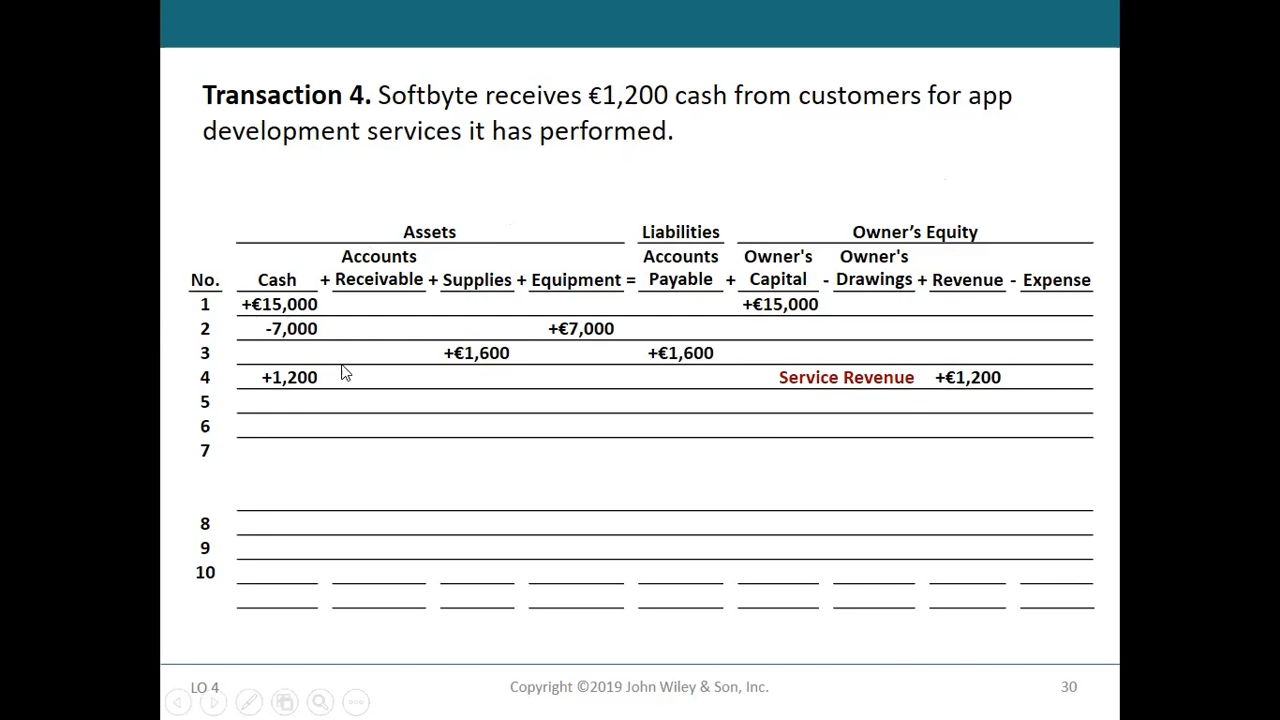 Transaction 4. Softbyte receives €1,200 cash from customers for app
development services it has performed.
Assets Liabilities Owner's Equity
Accounts Accounts Owner's Owner's
No. Cash + Receivable + Supplies + Equipment = Payable + Capital - Drawings + Revenue - Expense
1 +€15,000 +€15,000
2 -7,000 +€7,000
3 +€1,600 +€1,600
4 +1,200 Service Revenue +€1,200
5
6
7
8
9
10
LO 4 Copyright ©2019 John Wiley & Son, Inc. 30